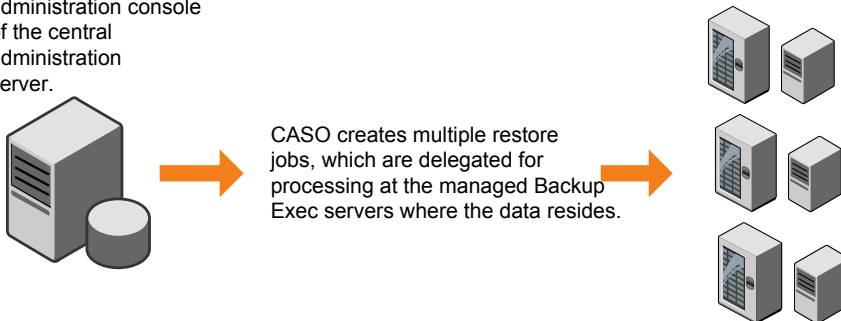 dministration console
f the central
dministration
erver.
CASO creates multiple restore
jobs, which are delegated for
processing at the managed Backup
Exec servers where the data resides.